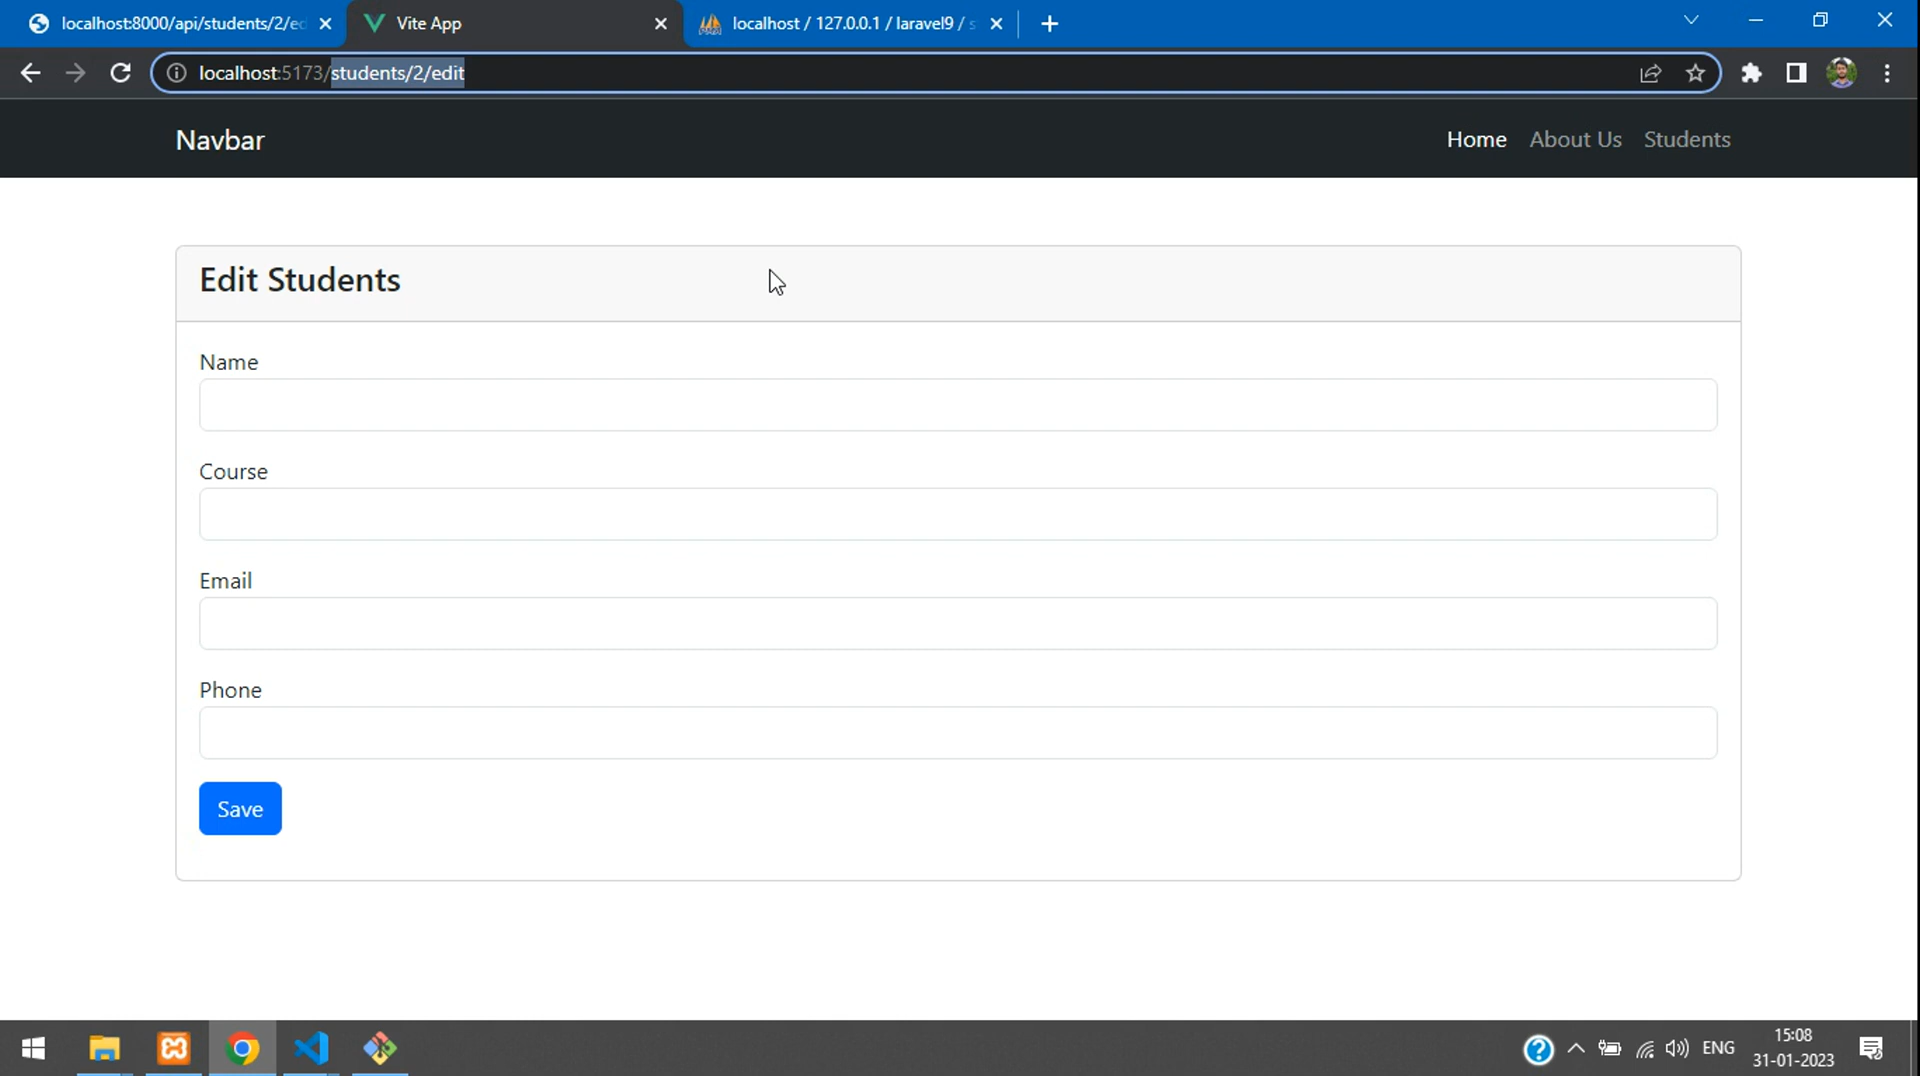 localhost:8000/api/students/2/ed
Vite App
localhost / 127.0.0.1 / laravel9 / s
localhost:5173/students/2/edit
Navbar
Home About Us Students
Edit Students
Name
Course
Email
Phone
Save
ENG
15:08
31-01-2023